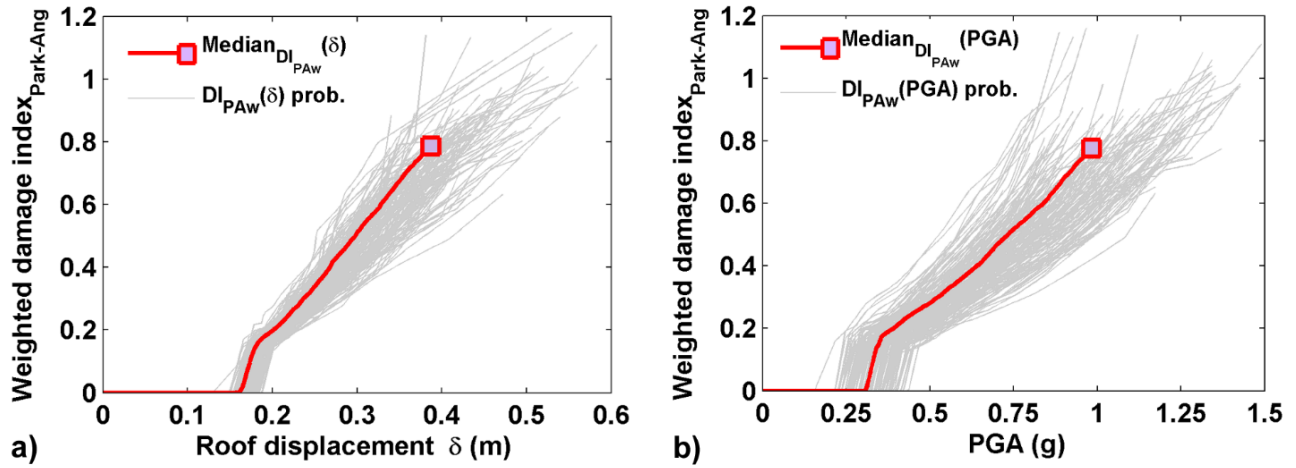 1.2
1
0.8
0.6
0.4
0.2
0
Weighted damage index_Park-Ang
Median_DI_PAw (δ)
DI_PAw(δ) prob.
0 0.1 0.2 0.3 0.4 0.5 0.6
a) Roof displacement δ (m)
1.2
1
0.8
0.6
0.4
0.2
0
Weighted damage index_Park-Ang
Median_DI_PAw (PGA)
DI_PAw(PGA) prob.
0 0.25 0.5 0.75 1 1.25 1.5
b) PGA (g)